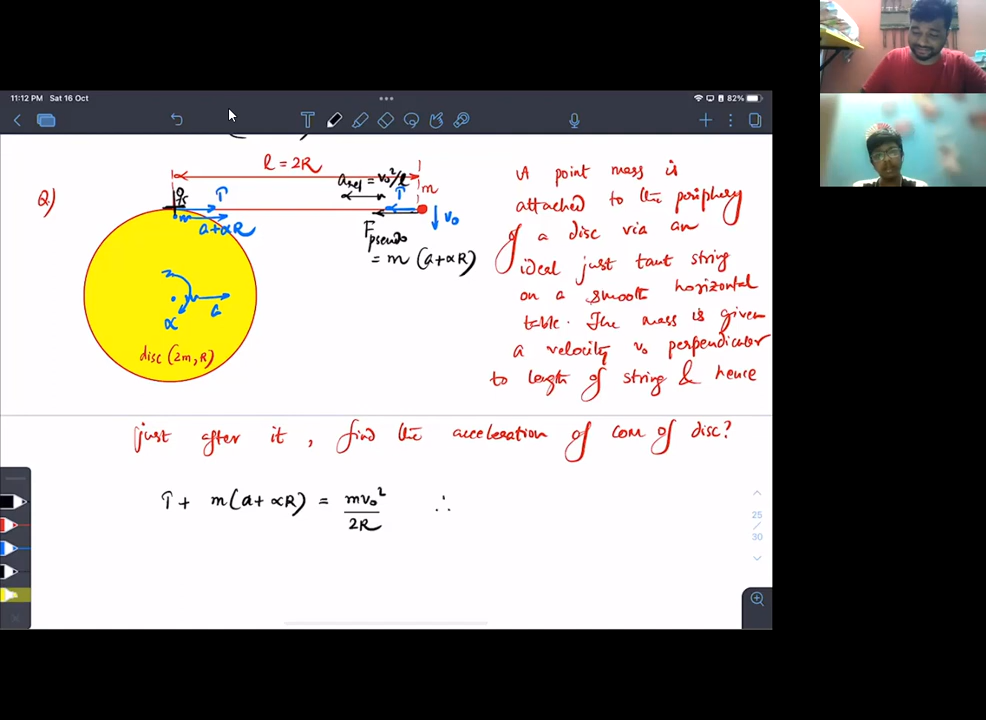 11:12 PM Sat 16 Oct
82%
Q)
l = 2R
a_ref = v₀²/l
T
T
m
a+αR
v₀
F_pseudo
= m (a+αR)
α
a
disc (2m, R)
A point mass is
attached to the periphery
of a disc via an
ideal just taut string
on a smooth horizontal
table. The mass is given
a velocity v₀ perpendicular
to length of string & hence
just after it, find the acceleration of com of disc?
T + m(a+αR) = mv₀²/2R ∴
25
/
30